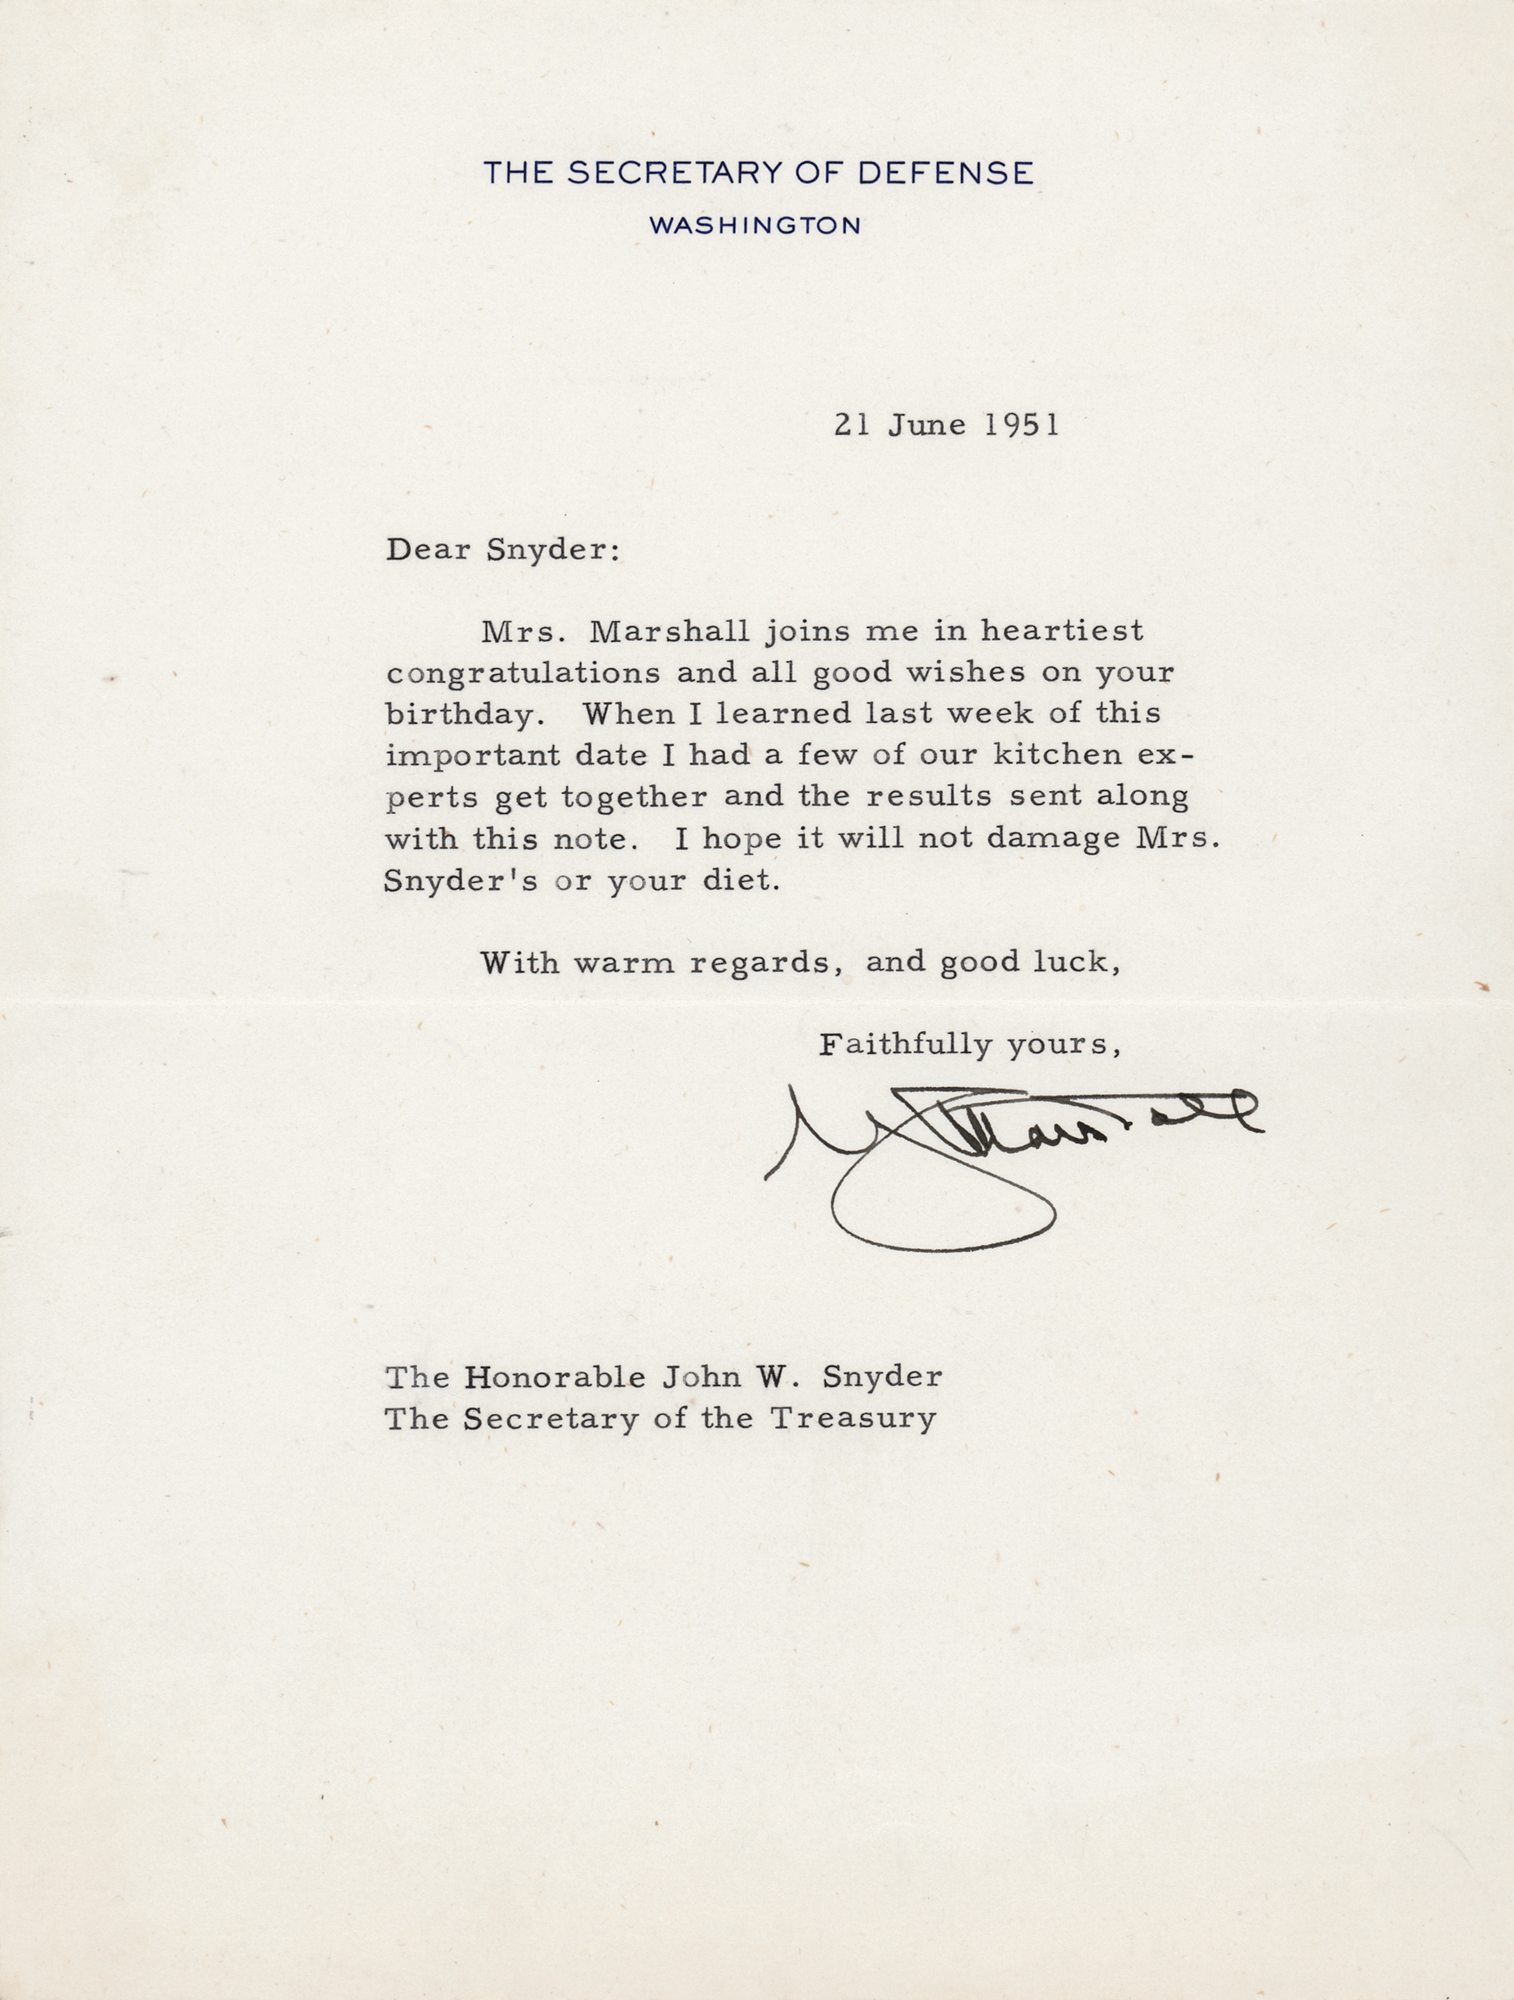 THE SECRETARY OF DEFENSE
WASHINGTON
21 June 1951
Dear Snyder:
Mrs. Marshall joins me in heartiest
congratulations and all good wishes on your
birthday. When I learned last week of this
important date I had a few of our kitchen ex-
perts get together and the results sent along
with this note. I hope it will not damage Mrs.
Snyder's or your diet.
With warm regards, and good luck,
Faithfully yours,
G. C. Marshall
The Honorable John W. Snyder
The Secretary of the Treasury